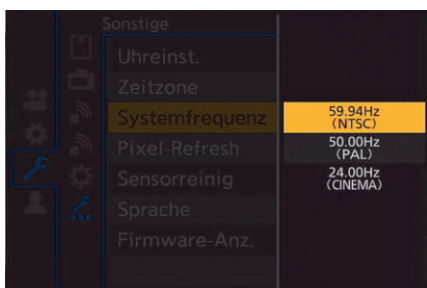 Sonstige
Uhreinst.
Zeitzone
Systemfrequenz
Pixel-Refresh
Sensorreinig
Sprache
Firmware-Anz.
59.94Hz
(NTSC)
50.00Hz
(PAL)
24.00Hz
(CINEMA)